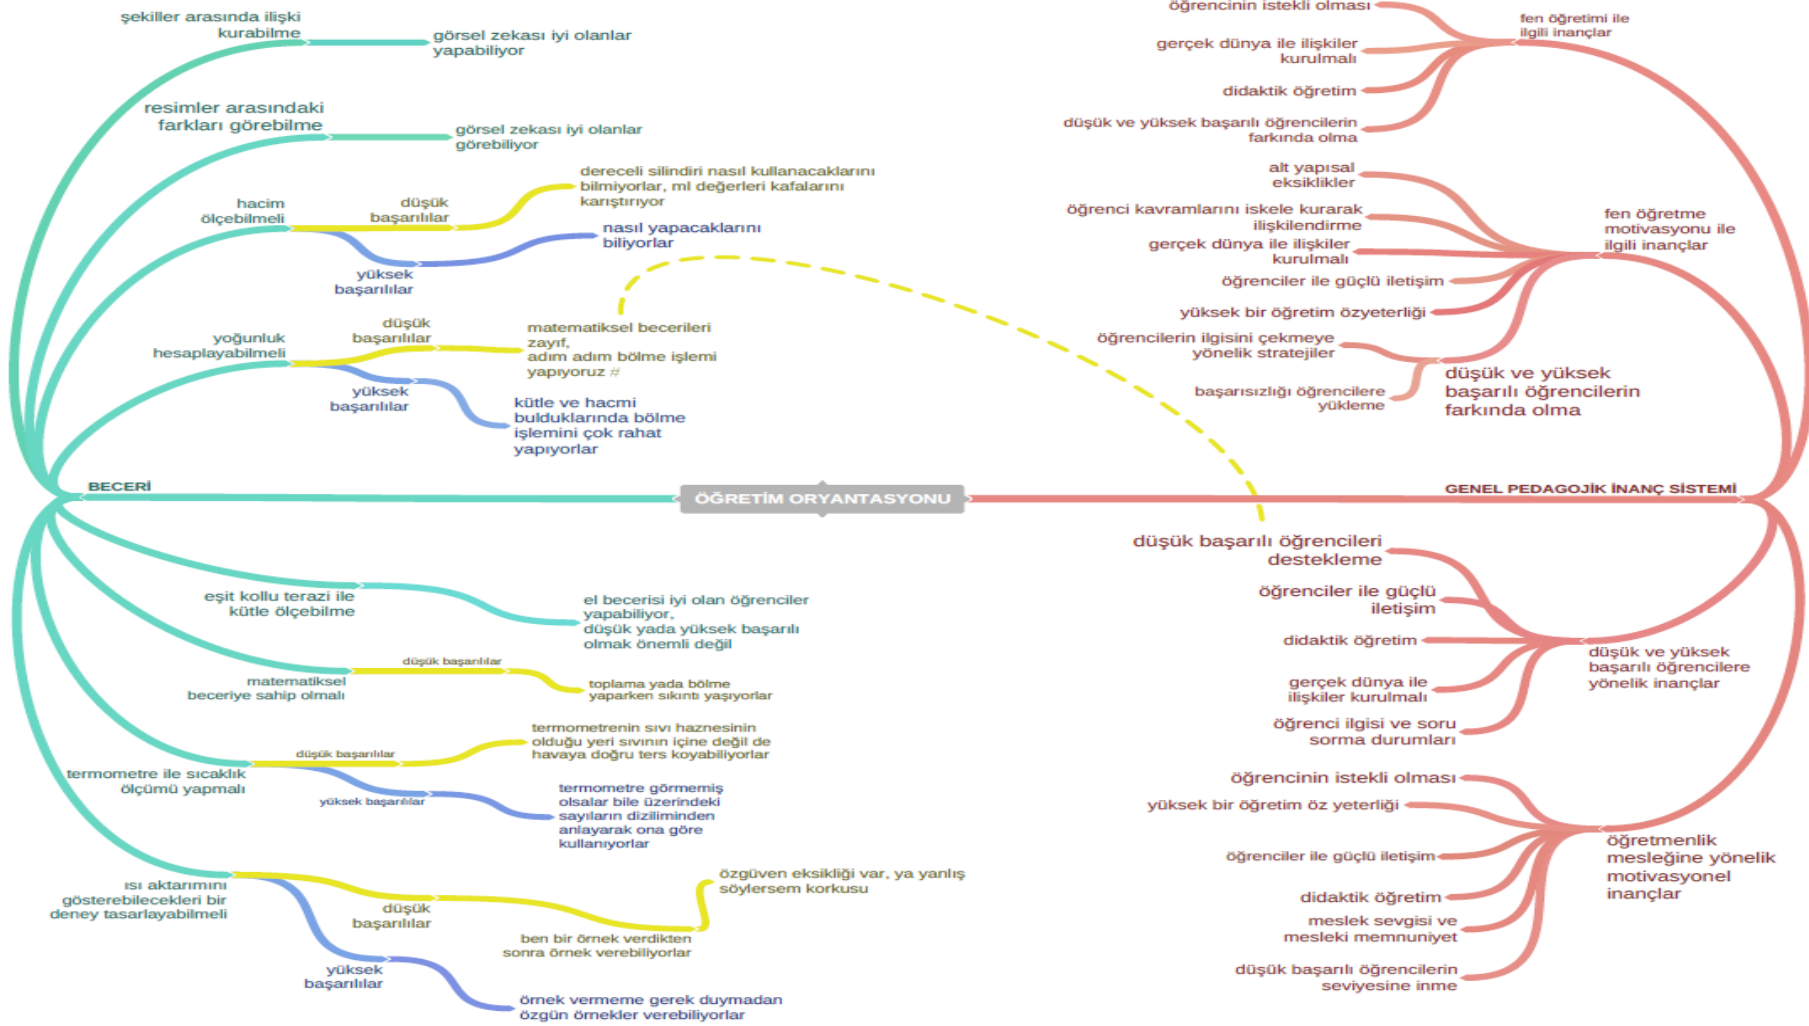 şekiller arasında ilişki
kurabilme
görsel zekası iyi olanlar
yapabiliyor
resimler arasındaki
farkları görebilme
görsel zekası iyi olanlar
görebiliyor
hacim
ölçebilmeli
düşük
başarılılar
dereceli silindiri nasıl kullanacaklarını
bilmiyorlar, ml değerleri kafalarını
karıştırıyor
yüksek
başarılılar
nasıl yapacaklarını
biliyorlar
yoğunluk
hesaplayabilmeli
düşük
başarılılar
matematiksel becerileri
zayıf,
adım adım bölme işlemi
yapıyoruz #
yüksek
başarılılar
kütle ve hacmi
bulduklarında bölme
işlemini çok rahat
yapıyorlar
BECERİ
ÖĞRETİM ORYANTASYONU
eşit kollu terazi ile
kütle ölçebilme
el becerisi iyi olan öğrenciler
yapabiliyor,
düşük yada yüksek başarılı
olmak önemli değil
matematiksel
beceriye sahip olmalı
düşük başarılılar
toplama yada bölme
yaparken sıkıntı yaşıyorlar
termometre ile sıcaklık
ölçümü yapmalı
düşük başarılılar
termometrenin sıvı haznesinin
olduğu yeri sıvının içine değil de
havaya doğru ters koyabiliyorlar
yüksek başarılılar
termometre görmemiş
olsalar bile üzerindeki
sayıların diziliminden
anlayarak ona göre
kullanıyorlar
ısı aktarımını
gösterebilecekleri bir
deney tasarlayabilmeli
düşük
başarılılar
ben bir örnek verdikten
sonra örnek verebiliyorlar
özgüven eksikliği var, ya yanlış
söylersem korkusu
yüksek
başarılılar
örnek vermeme gerek duymadan
özgün örnekler verebiliyorlar
GENEL PEDAGOJİK İNANÇ SİSTEMİ
fen öğretimi ile
ilgili inançlar
öğrencinin istekli olması
gerçek dünya ile ilişkiler
kurulmalı
didaktik öğretim
düşük ve yüksek başarılı öğrencilerin
farkında olma
fen öğretme
motivasyonu ile
ilgili inançlar
alt yapısal
eksiklikler
öğrenci kavramlarını iskele kurarak
ilişkilendirme
gerçek dünya ile ilişkiler
kurulmalı
öğrenciler ile güçlü iletişim
yüksek bir öğretim özyeterliği
düşük ve yüksek
başarılı öğrencilerin
farkında olma
öğrencilerin ilgisini çekmeye
yönelik stratejiler
başarısızlığı öğrencilere
yükleme
düşük ve yüksek
başarılı öğrencilere
yönelik inançlar
düşük başarılı öğrencileri
destekleme
öğrenciler ile güçlü
iletişim
didaktik öğretim
gerçek dünya ile
ilişkiler kurulmalı
öğrenci ilgisi ve soru
sorma durumları
öğretmenlik
mesleğine yönelik
motivasyonel
inançlar
öğrencinin istekli olması
yüksek bir öğretim öz yeterliği
öğrenciler ile güçlü iletişim
didaktik öğretim
meslek sevgisi ve
mesleki memnuniyet
düşük başarılı öğrencilerin
seviyesine inme